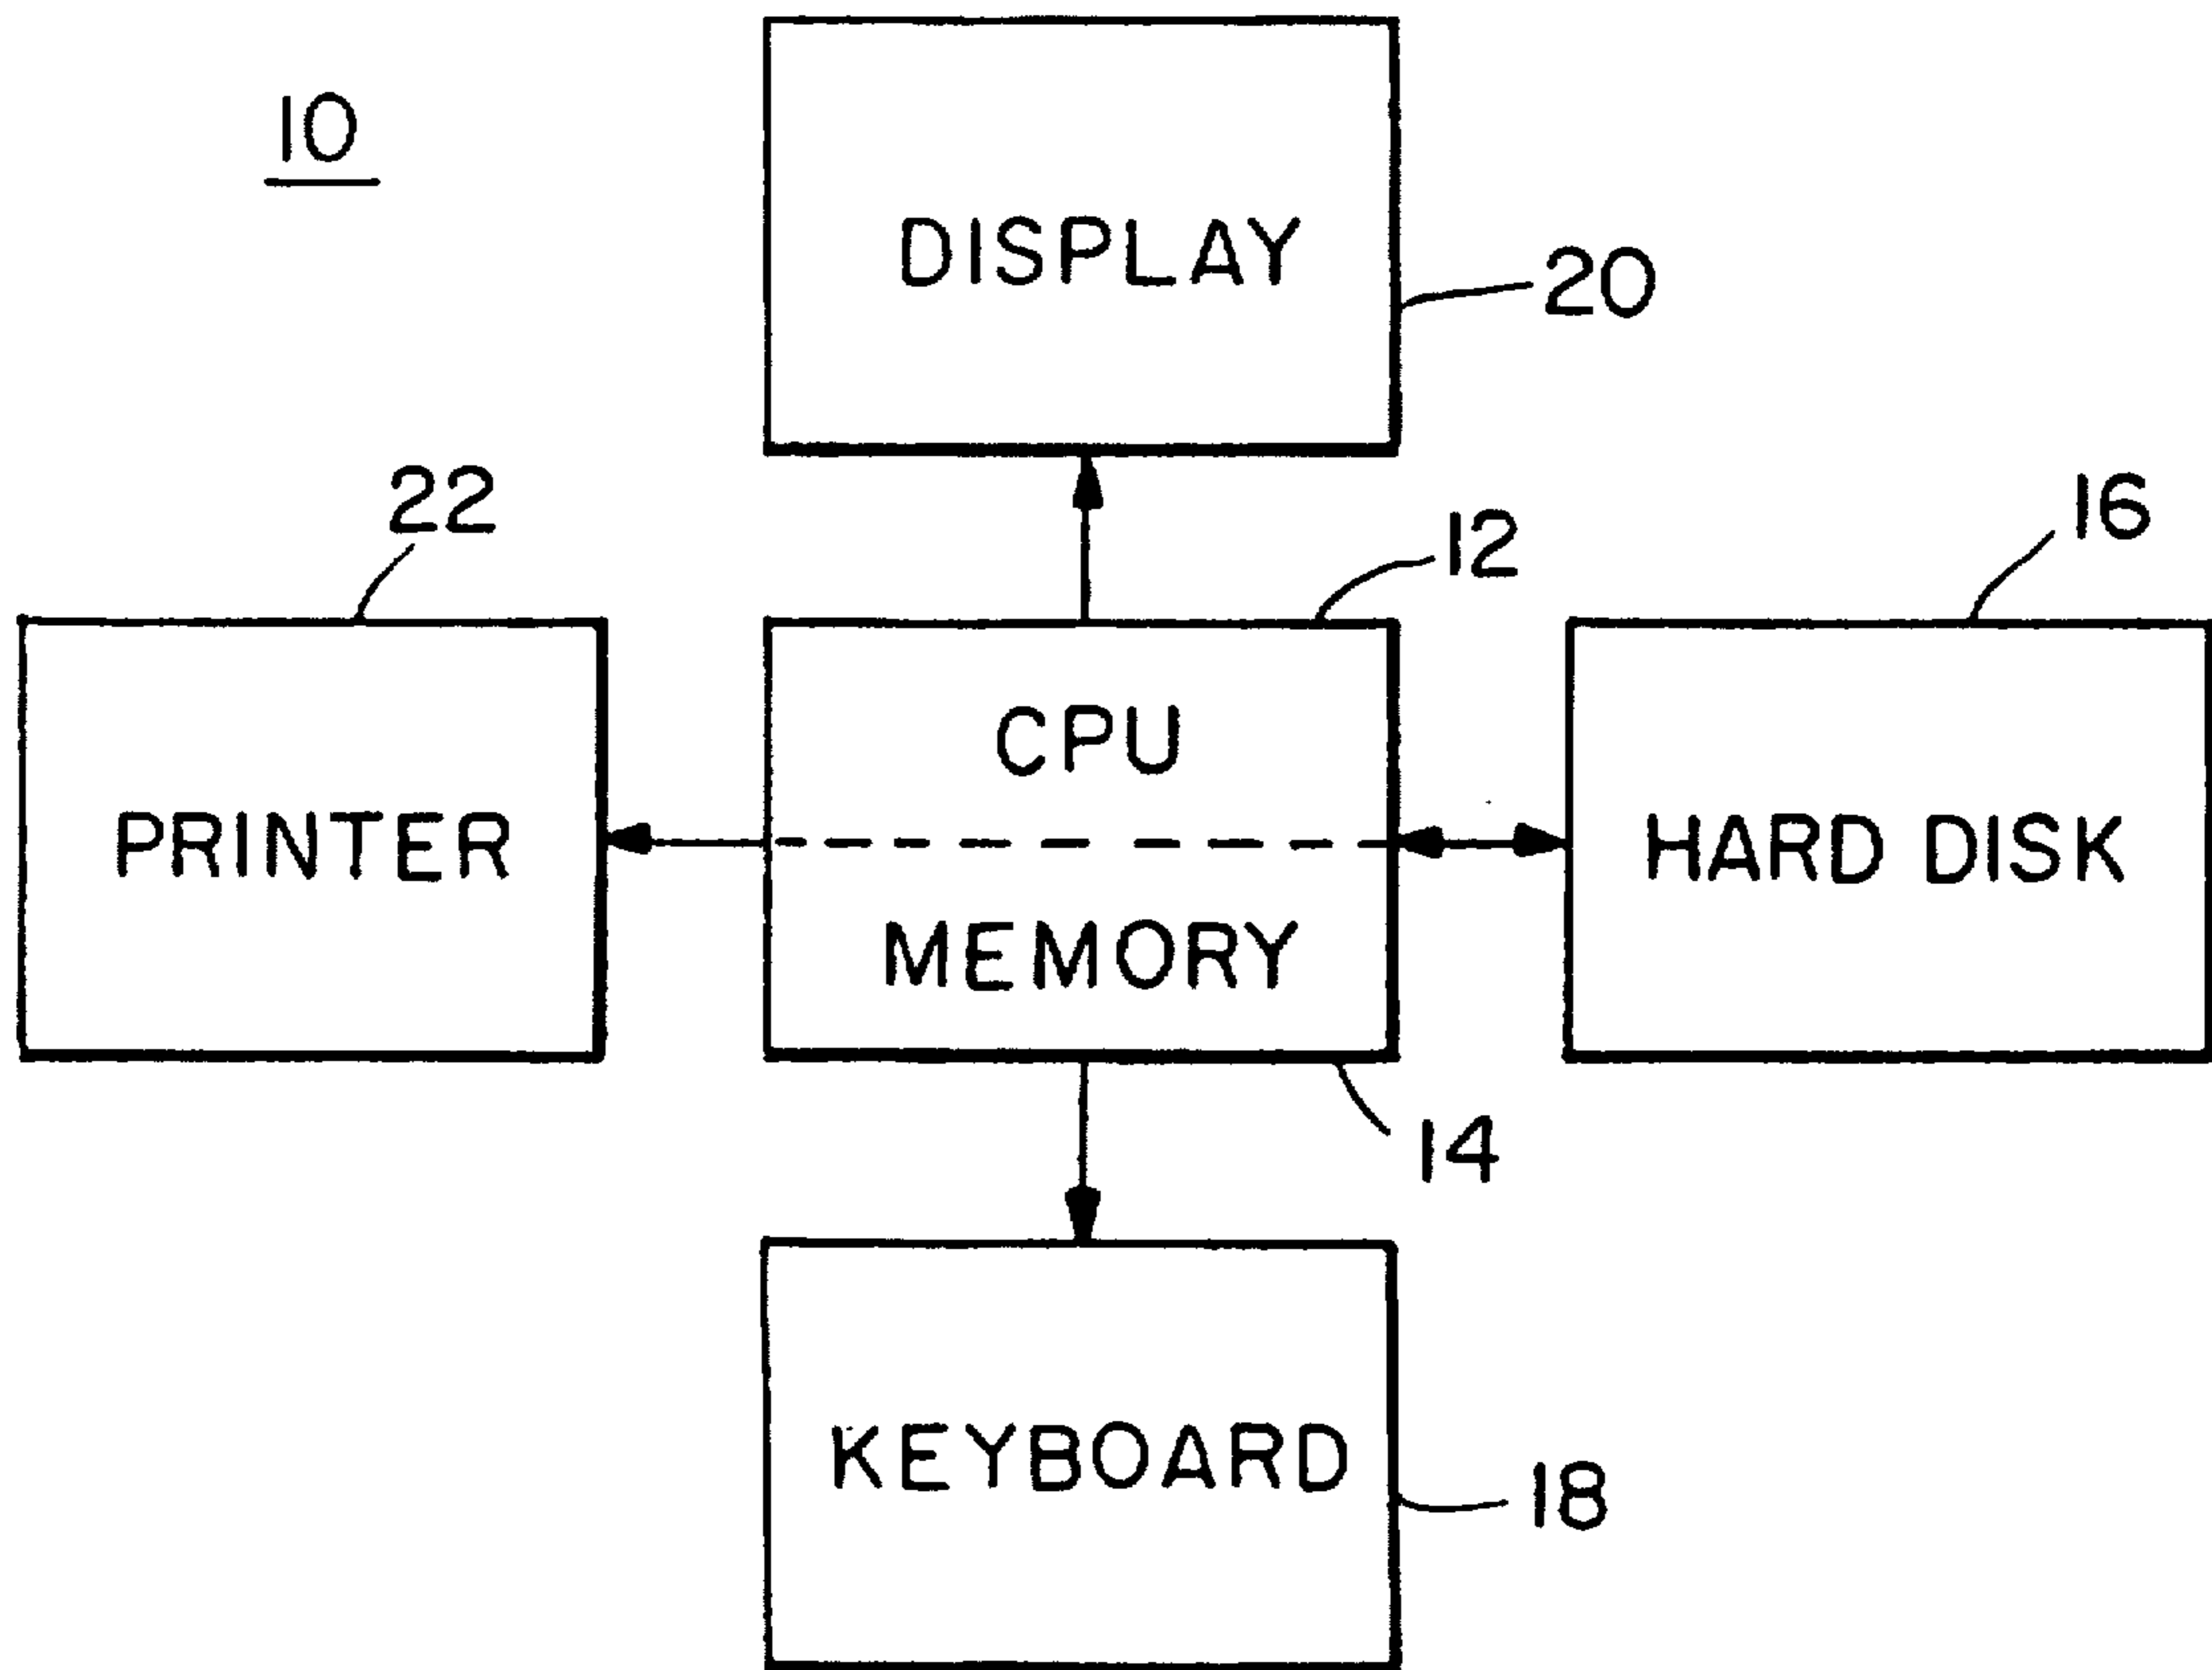 10
DISPLAY
20
22
12
16
CPU
PRINTER
HARD DISK
MEMORY
14
KEYBOARD
18